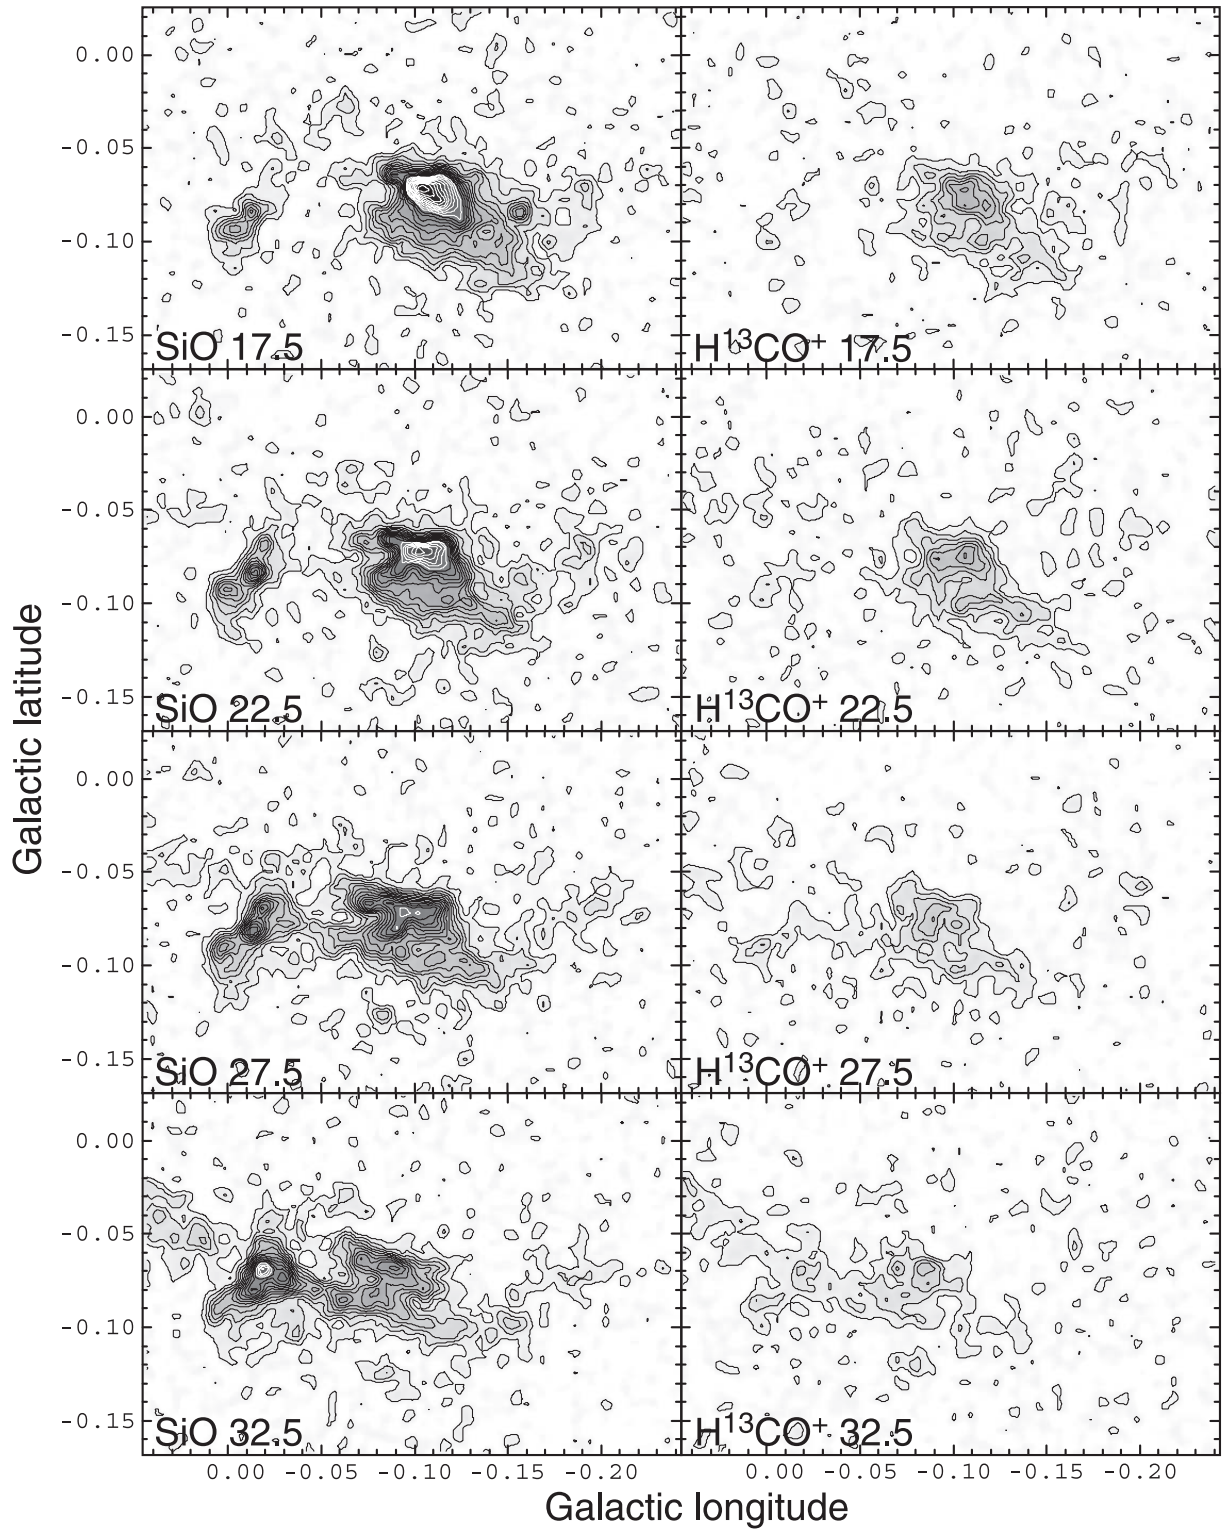 0.00
-0.05
-0.10
-0.15
SiO 17.5
H¹³CO⁺ 17.5
0.00
-0.05
-0.10
-0.15
SiO 22.5
H¹³CO⁺ 22.5
0.00
-0.05
-0.10
-0.15
SiO 27.5
H¹³CO⁺ 27.5
0.00
-0.05
-0.10
-0.15
SiO 32.5
H¹³CO⁺ 32.5
0.00 -0.05 -0.10 -0.15 -0.20
0.00 -0.05 -0.10 -0.15 -0.20
Galactic longitude
Galactic latitude